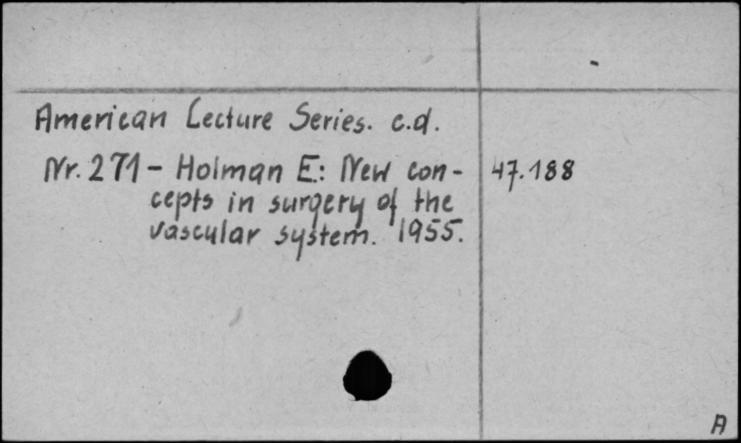 American Lecture Series. c.d.
Nr. 271 - Holman E.: New con- 47.188
cepts in surgery of the
vascular system. 1955.
A